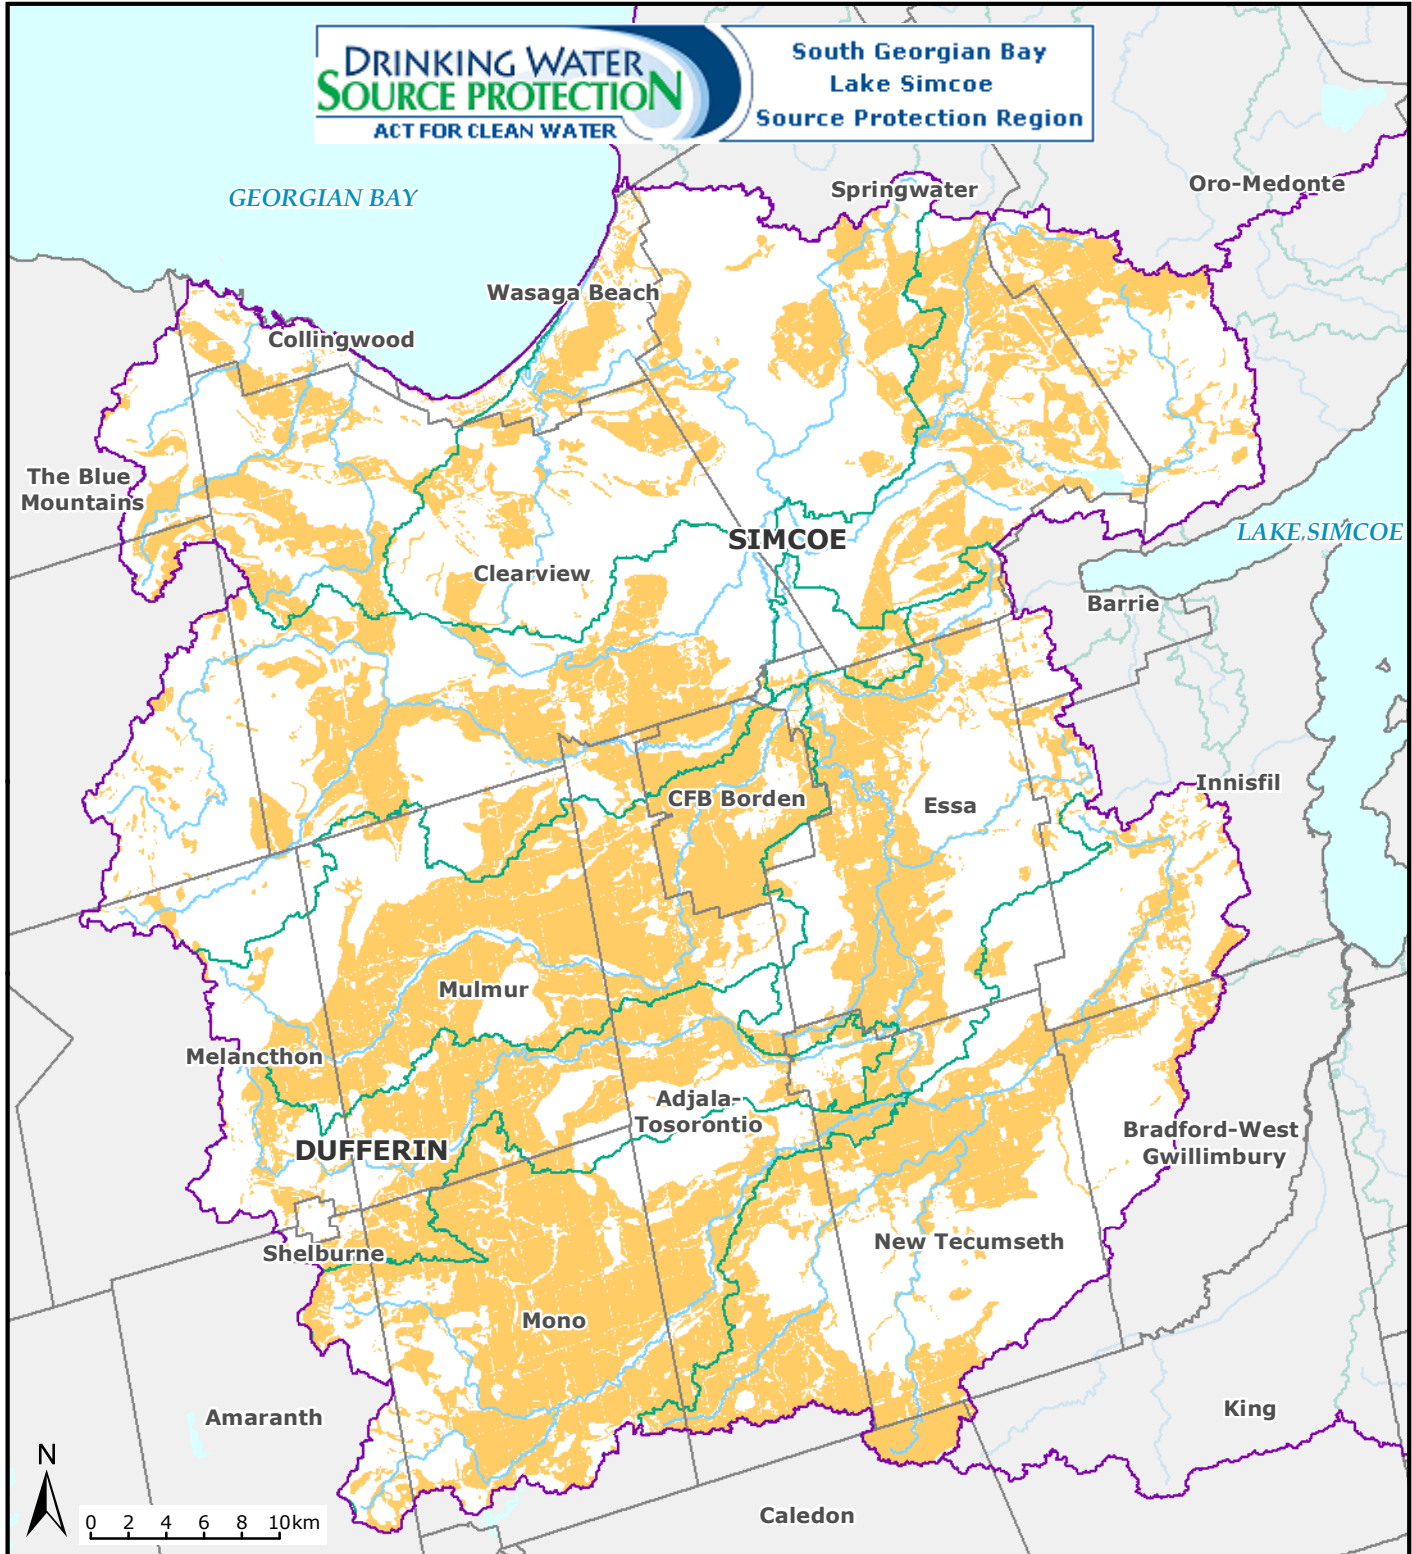 DRINKING WATER
SOURCE PROTECTION
ACT FOR CLEAN WATER
South Georgian Bay
Lake Simcoe
Source Protection Region
GEORGIAN BAY
Springwater
Oro-Medonte
Wasaga Beach
Collingwood
The Blue
Mountains
SIMCOE
LAKE SIMCOE
Clearview
Barrie
Innisfil
CFB Borden
Essa
Mulmur
Melancthon
Adjala-
Tosorontio
Bradford-West
Gwillimbury
DUFFERIN
Shelburne
New Tecumseth
Mono
Amaranth
King
Caledon
N
0 2 4 6 8 10km